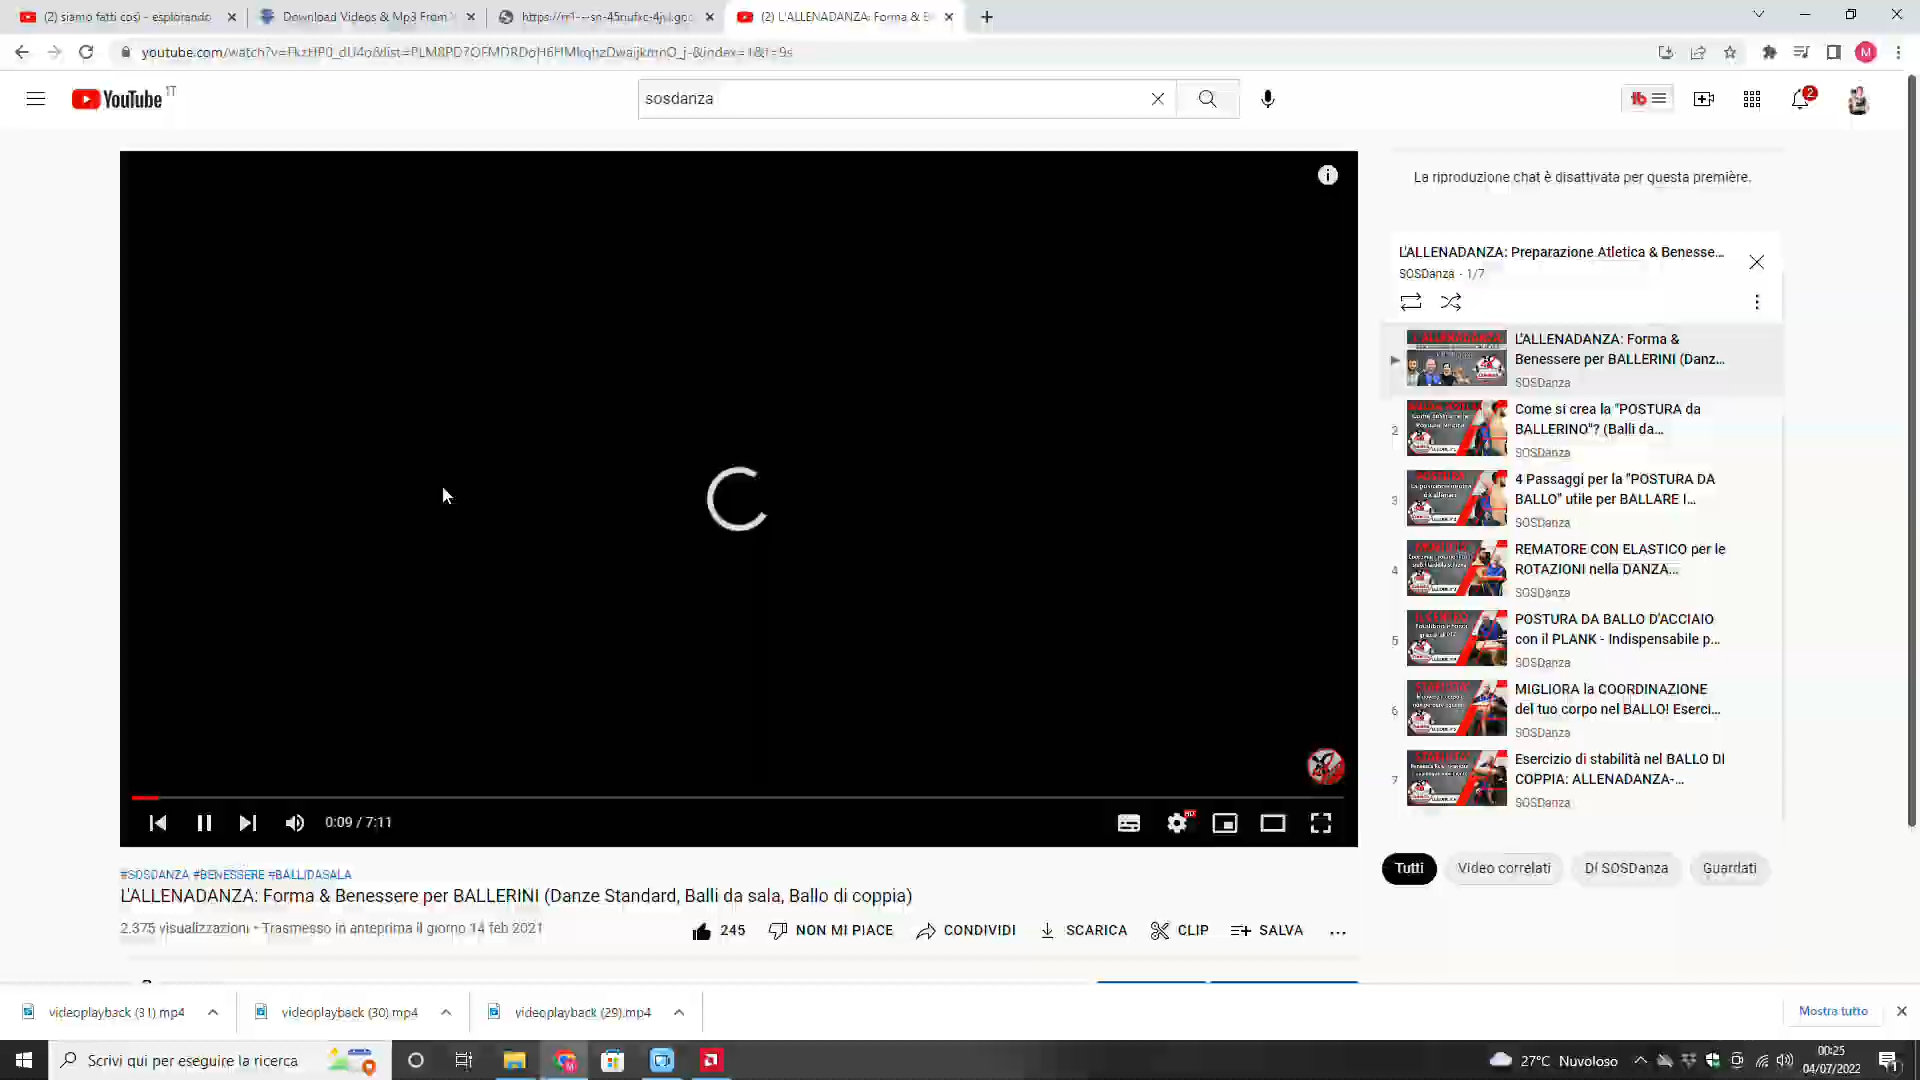 (2) siamo fatti così - esplorando
Download Videos & Mp3 From
(2) L'ALLENADANZA: Forma & B
YouTube IT
sosdanza
2
M
La riproduzione chat è disattivata per questa première.
L'ALLENADANZA: Preparazione Atletica & Benesse...
SOSDanza - 1/7
L'ALLENADANZA: Forma &
Benessere per BALLERINI (Danz...
SOSDanza
2
Come si crea la "POSTURA da
BALLERINO"? (Balli da...
SOSDanza
3
4 Passaggi per la "POSTURA DA
BALLO" utile per BALLARE I...
SOSDanza
4
REMATORE CON ELASTICO per le
ROTAZIONI nella DANZA...
SOSDanza
5
POSTURA DA BALLO D'ACCIAIO
con il PLANK - Indispensabile p...
SOSDanza
6
MIGLIORA la COORDINAZIONE
del tuo corpo nel BALLO! Eserci...
SOSDanza
7
Esercizio di stabilità nel BALLO DI
COPPIA: ALLENADANZA-...
SOSDanza
0:09 / 7:11
HD
Tutti
Video correlati
Di SOSDanza
Guardati
#SOSDANZA #BENESSERE #BALLIDASALA
L'ALLENADANZA: Forma & Benessere per BALLERINI (Danze Standard, Balli da sala, Ballo di coppia)
2.375 visualizzazioni • Trasmesso in anteprima il giorno 14 feb 2021
245
NON MI PIACE
CONDIVIDI
SCARICA
CLIP
SALVA
...
videoplayback (31).mp4
videoplayback (30).mp4
videoplayback (29).mp4
Mostra tutto
Scrivi qui per eseguire la ricerca
27°C Nuvoloso
00:25
04/07/2022
1